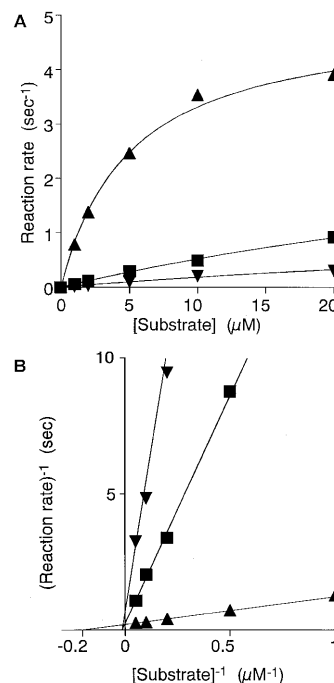 A
5
4
3
2
1
0
Reaction rate (sec-1)
0
5
10
15
20
[Substrate] (µM)
B
10
5
(Reaction rate)-1 (sec)
-0.2
0
0.5
1
[Substrate]-1 (µM-1)